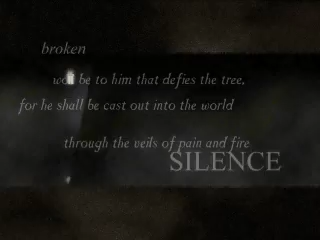 broken
woe be to him that defies the tree,
for he shall be cast out into the world
through the veils of pain and fire
SILENCE